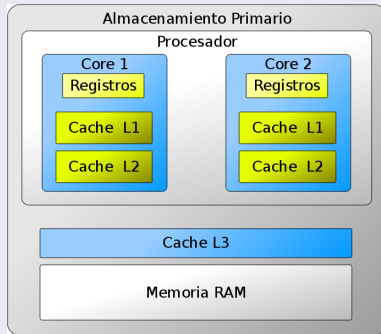 Almacenamiento Primario
Procesador
Core 1
Registros
Cache L1
Cache L2
Core 2
Registros
Cache L1
Cache L2
Cache L3
Memoria RAM